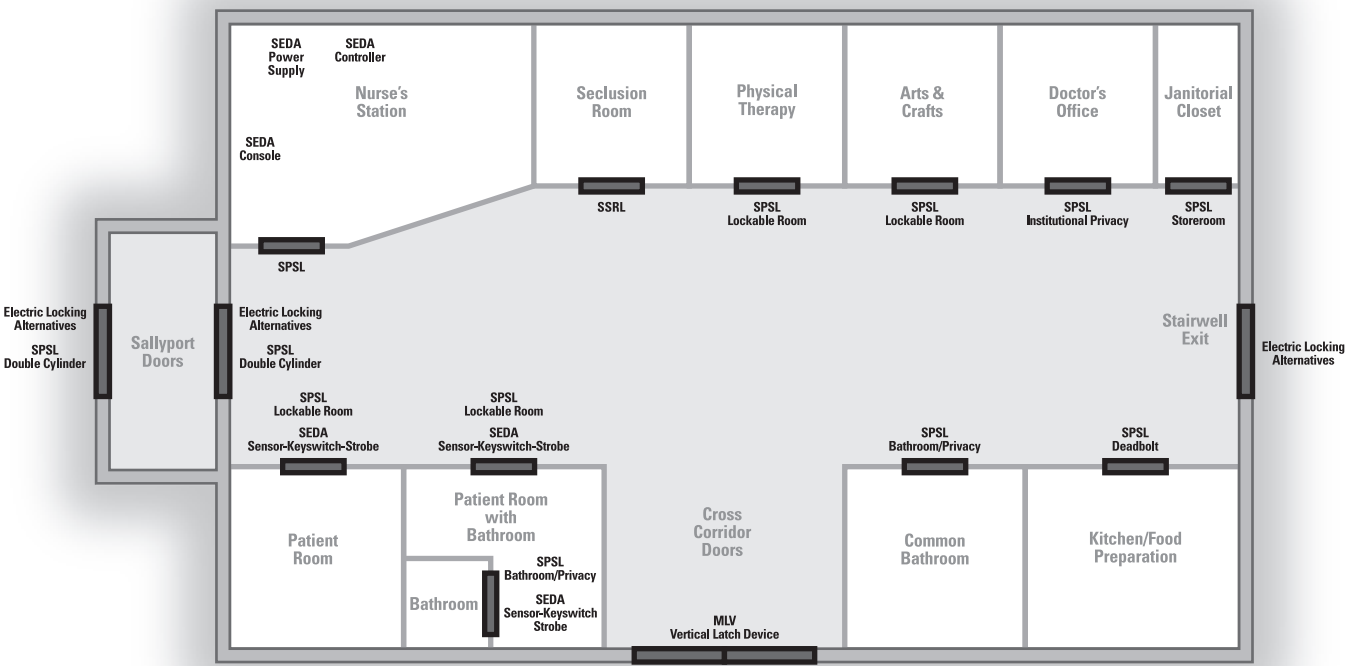 SEDA
Power
Supply
SEDA
Controller
Nurse's
Station
SEDA
Console
SPSL
Seclusion
Room
SSRL
Physical
Therapy
SPSL
Lockable Room
Arts &
Crafts
SPSL
Lockable Room
Doctor's
Office
SPSL
Institutional Privacy
Janitorial
Closet
SPSL
Storeroom
Electric Locking
Alternatives
SPSL
Double Cylinder
Sallyport
Doors
Electric Locking
Alternatives
SPSL
Double Cylinder
Stairwell
Exit
Electric Locking
Alternatives
SPSL
Lockable Room
SEDA
Sensor-Keyswitch-Strobe
Patient
Room
SPSL
Lockable Room
SEDA
Sensor-Keyswitch-Strobe
Patient Room
with
Bathroom
SPSL
Bathroom/Privacy
Bathroom
SEDA
Sensor-Keyswitch
Strobe
Cross
Corridor
Doors
MLV
Vertical Latch Device
SPSL
Bathroom/Privacy
Common
Bathroom
SPSL
Deadbolt
Kitchen/Food
Preparation